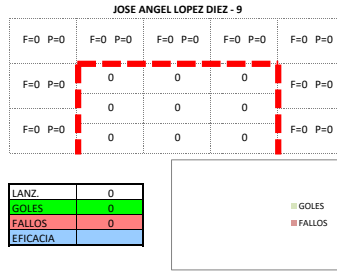 JOSE ANGEL LOPEZ DIEZ - 9
F=0 P=0 F=0 P=0 F=0 P=0 F=0 P=0 F=0 P=0
F=0 P=0 0 0 0 F=0 P=0
0 0 0
F=0 P=0 0 0 0 F=0 P=0
LANZ. 0
GOLES 0
FALLOS 0
EFICACIA
GOLES
FALLOS